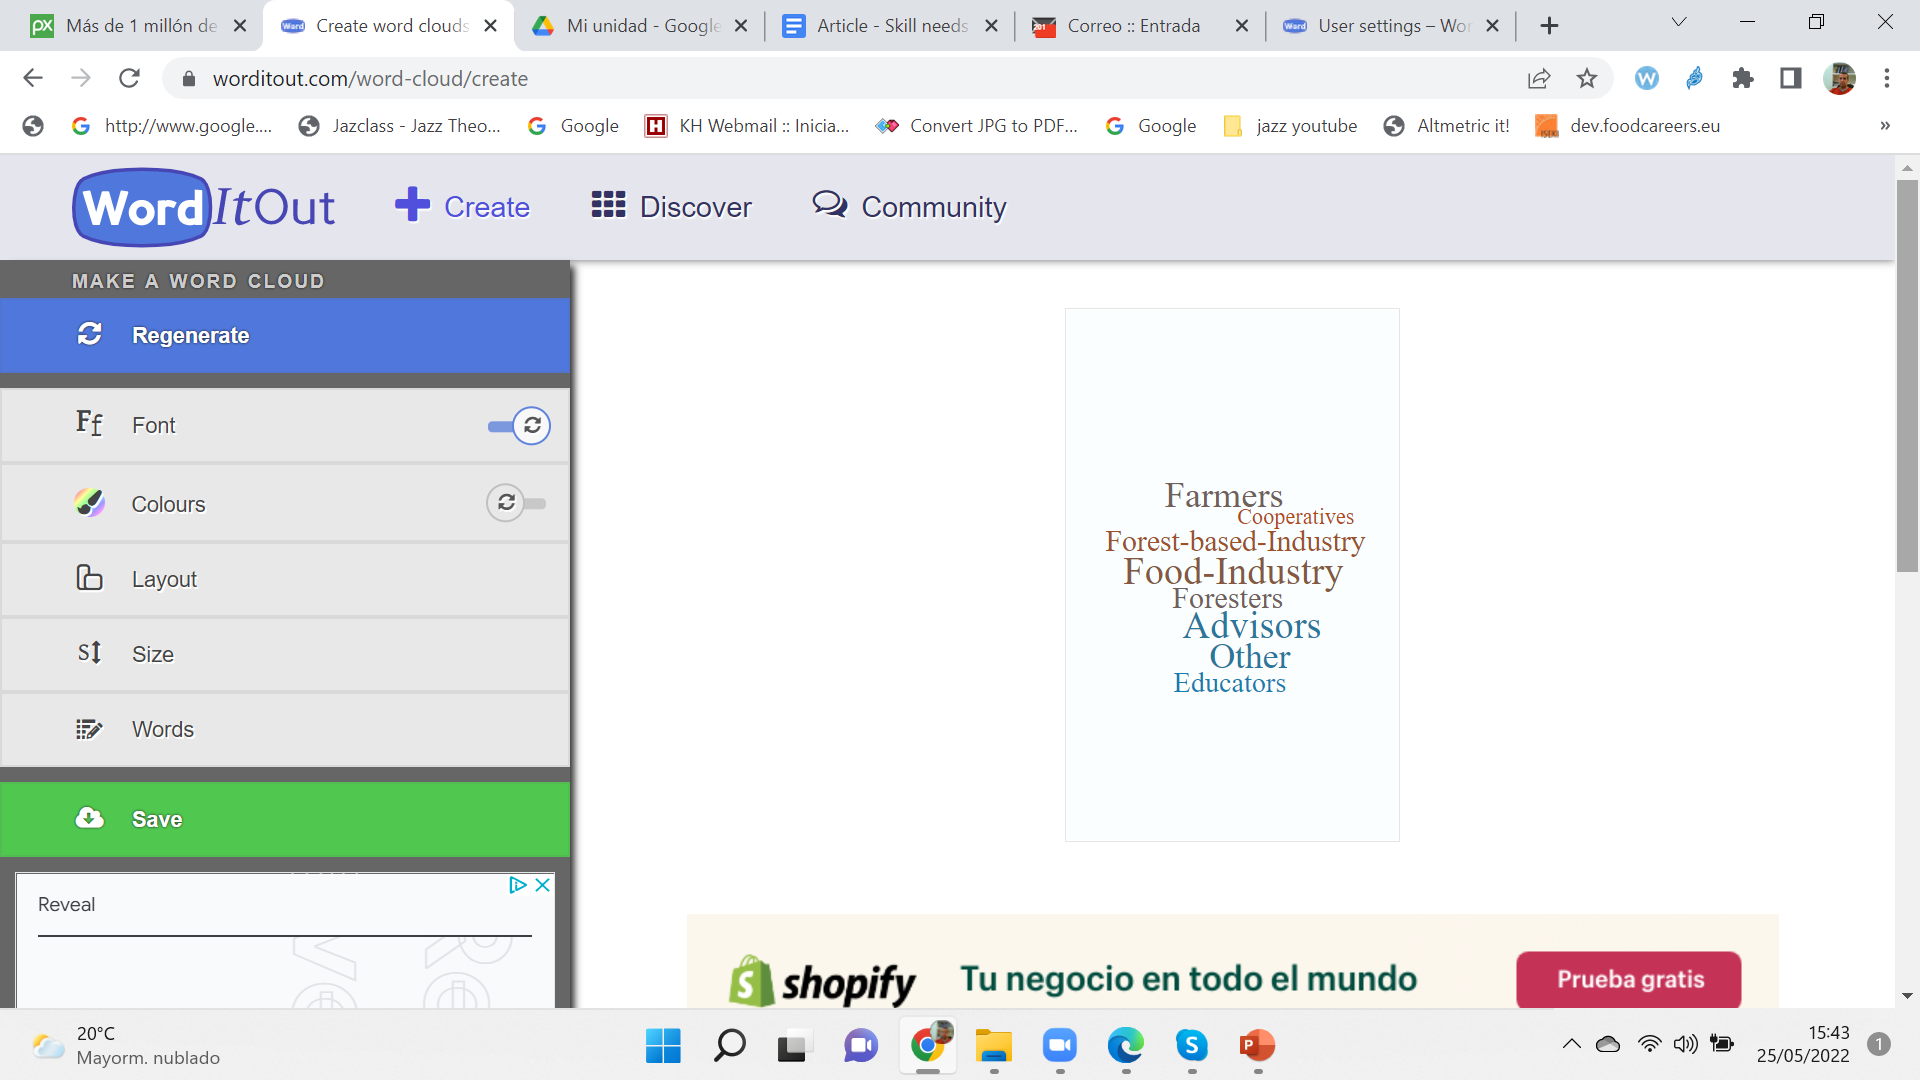 Más de 1 millón de
Create word clouds
Mi unidad - Google
Article - Skill needs
Correo :: Entrada
User settings – Wor
worditout.com/word-cloud/create
http://www.google....
Jazzclass - Jazz Theo...
Google
KH Webmail :: Inicia...
Convert JPG to PDF...
Google
jazz youtube
Altmetric it!
dev.foodcareers.eu
»
WordItOut
Create
Discover
Community
MAKE A WORD CLOUD
Regenerate
Font
Colours
Layout
Size
Words
Save
Farmers
Cooperatives
Forest-based-Industry
Food-Industry
Foresters
Advisors
Other
Educators
Reveal
shopify
Tu negocio en todo el mundo
Prueba gratis
20°C
Mayorm. nublado
15:43
25/05/2022
1